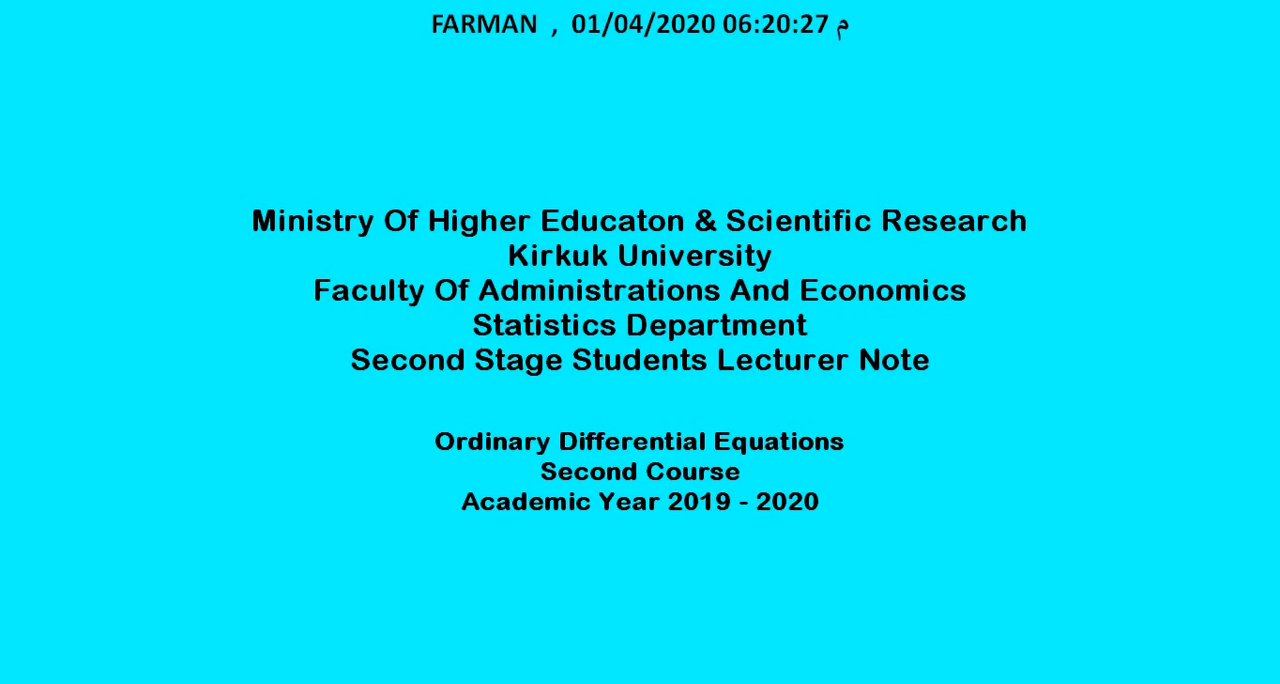 FARMAN , 01/04/2020 06:20:27 م
Ministry Of Higher Educaton & Scientific Research
Kirkuk University
Faculty Of Administrations And Economics
Statistics Department
Second Stage Students Lecturer Note
Ordinary Differential Equations
Second Course
Academic Year 2019 - 2020